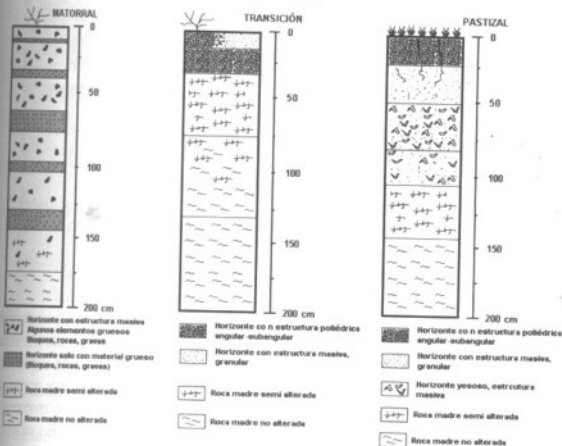 MATORRAL
0
50
100
150
200 cm
Horizonte con estructura masiva
Algunos elementos gruesos
(Bloques, rocas, gravas)
Horizonte solo con material grueso
(Bloques, rocas, gravas)
Roca madre semi alterada
Roca madre no alterada
TRANSICIÓN
0
50
100
150
200 cm
Horizonte co n estructura poliédrica
angular-subangular
Horizonte con estructura masiva,
granular
Roca madre semi alterada
Roca madre no alterada
PASTIZAL
0
50
100
150
200 cm
Horizonte co n estructura poliédrica
angular-subangular
Horizonte con estructura masiva,
granular
Horizonte yesoso, estrcutura
masiva
Roca madre semi alterada
Roca madre no alterada